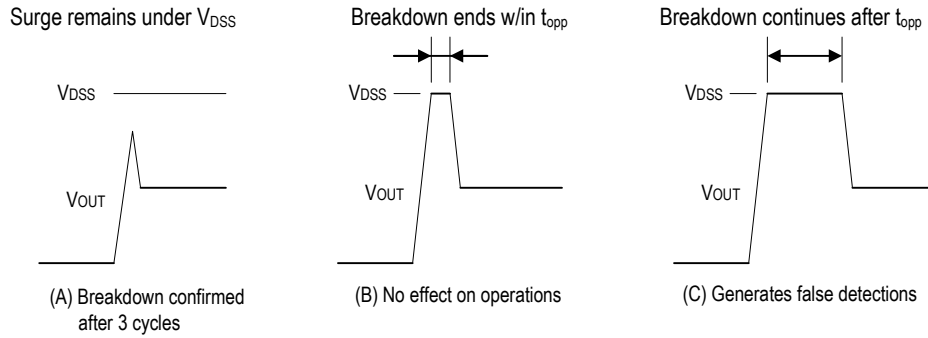 Surge remains under VDSS
Breakdown ends w/in topp
Breakdown continues after topp
VDSS
VOUT
(A) Breakdown confirmed
after 3 cycles
VDSS
VOUT
(B) No effect on operations
VDSS
VOUT
(C) Generates false detections